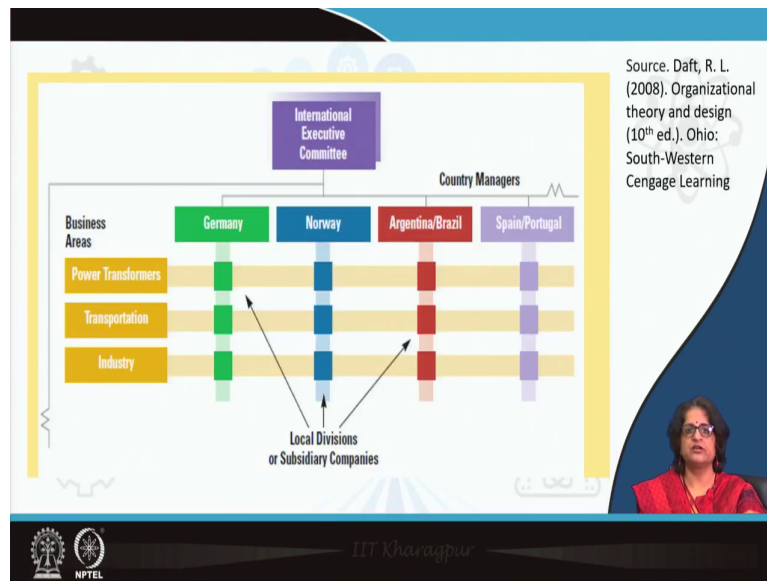 International
Executive
Committee
Country Managers
Business
Areas
Germany
Norway
Argentina/Brazil
Spain/Portugal
Power Transformers
Transportation
Industry
Local Divisions
or Subsidiary Companies
Source. Daft, R. L.
(2008). Organizational
theory and design
(10th ed.). Ohio:
South-Western
Cengage Learning
NPTEL
IIT Kharagpur